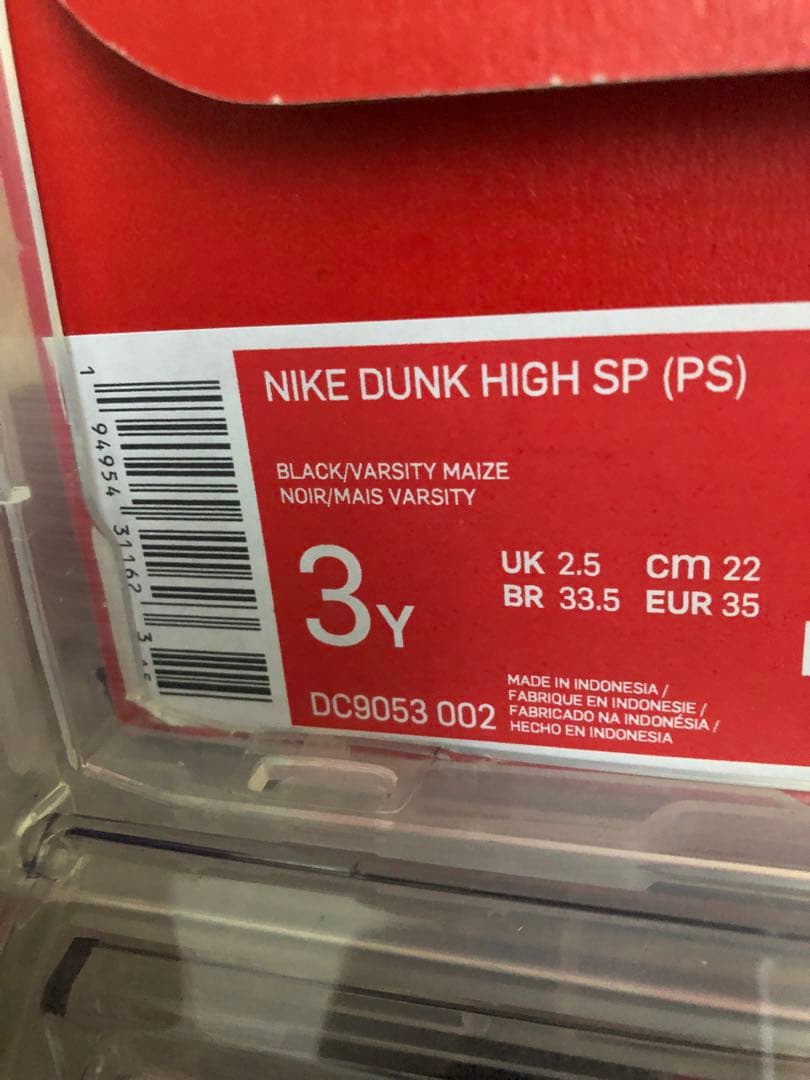 NIKE DUNK HIGH SP (PS)
BLACK/VARSITY MAIZE
NOIR/MAIS VARSITY
3Y
UK 2.5 cm 22
BR 33.5 EUR 35
DC9053 002
MADE IN INDONESIA /
FABRIQUE EN INDONESIE /
FABRICADO NA INDONÉSIA /
HECHO EN INDONESIA
1 94954 31162 3